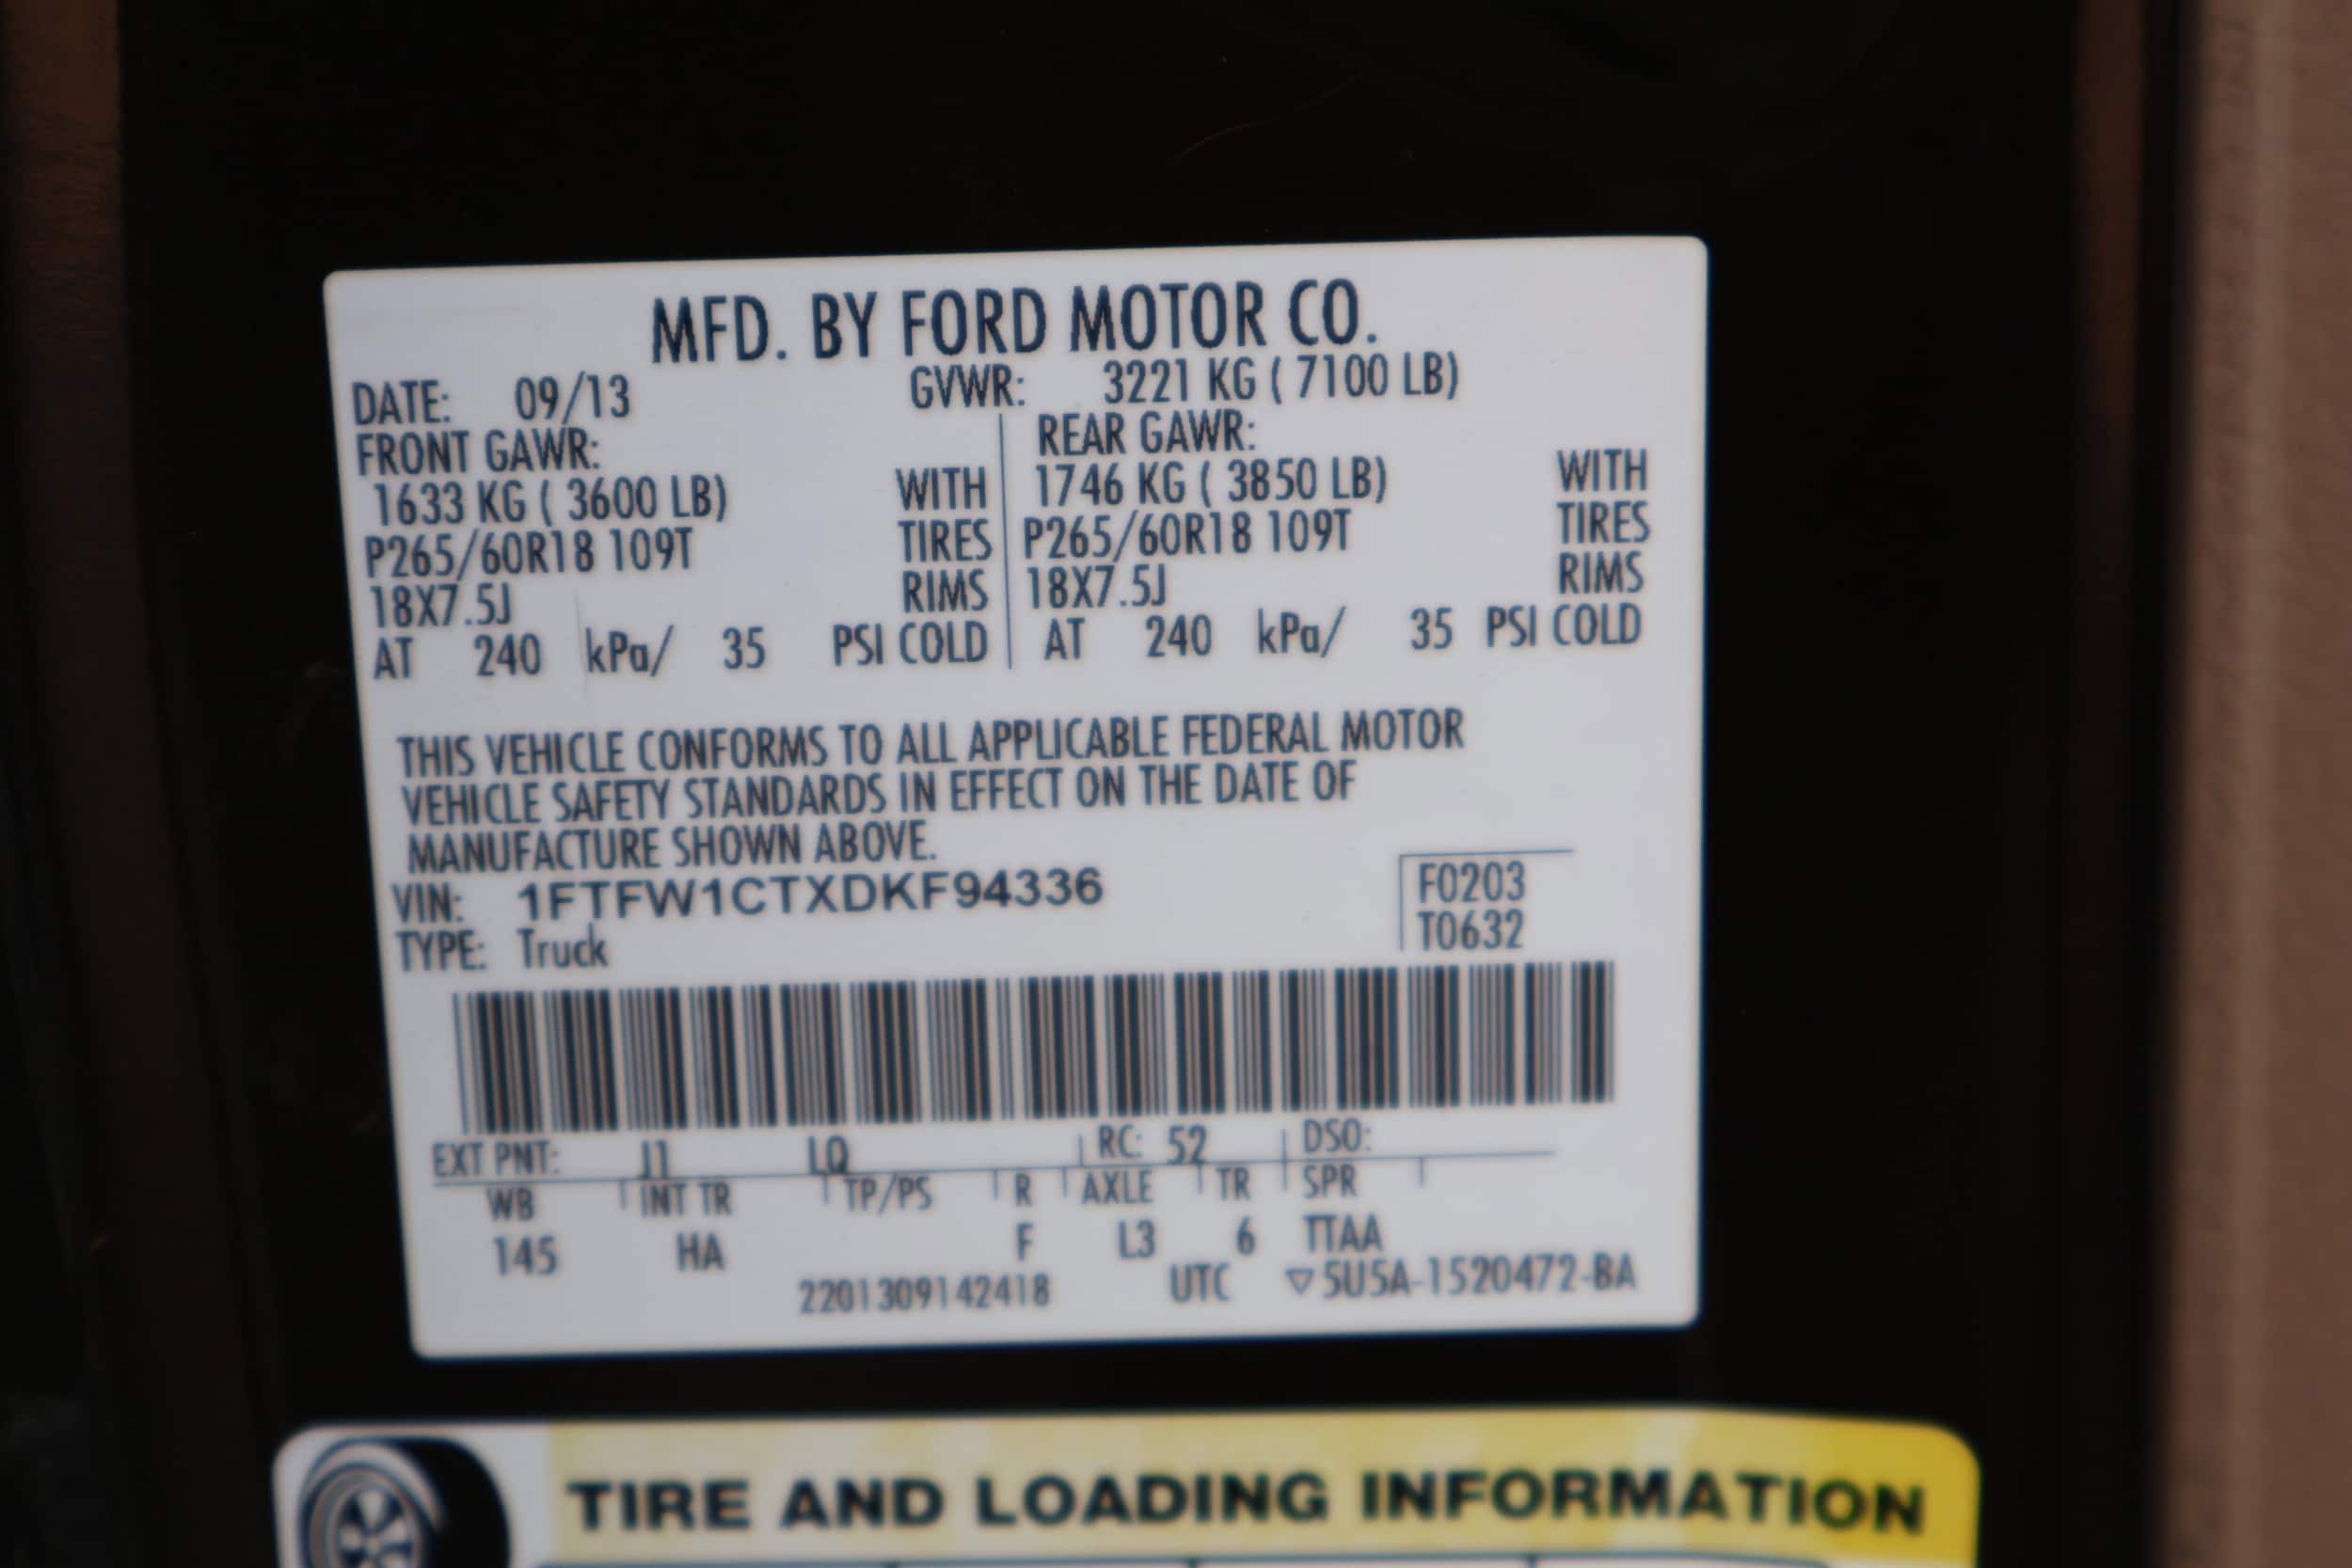 MFD. BY FORD MOTOR CO.
DATE: 09/13 GVWR: 3221 KG ( 7100 LB)
FRONT GAWR: REAR GAWR:
1633 KG ( 3600 LB) WITH 1746 KG ( 3850 LB) WITH
P265/60R18 109T TIRES P265/60R18 109T TIRES
18X7.5J RIMS 18X7.5J RIMS
AT 240 kPa/ 35 PSI COLD AT 240 kPa/ 35 PSI COLD
THIS VEHICLE CONFORMS TO ALL APPLICABLE FEDERAL MOTOR
VEHICLE SAFETY STANDARDS IN EFFECT ON THE DATE OF
MANUFACTURE SHOWN ABOVE.
VIN: 1FTFW1CTXDKF94336 F0203
TYPE: Truck T0632
EXT PNT: J1 LQ RC: 52 DSO:
WB INT TR TP/PS R AXLE TR SPR
145 HA F L3 6 TTAA
2201309142418 UTC ▽5U5A-1520472-BA
TIRE AND LOADING INFORMATION